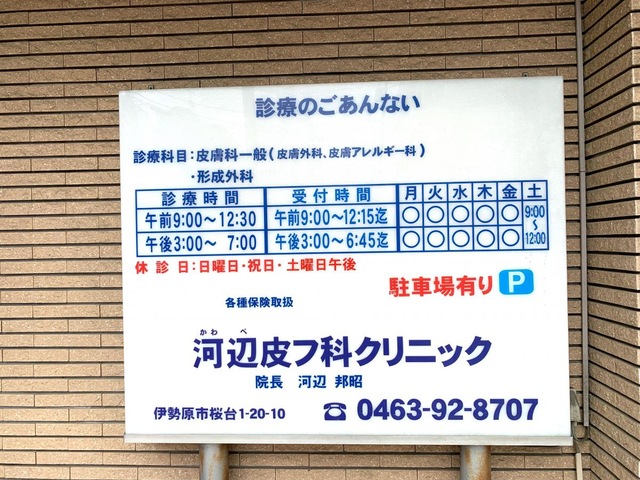 診療のごあんない
診療科目：皮膚科一般（皮膚外科、皮膚アレルギー科）
・形成外科
診療時間 受付時間 月 火 水 木 金 土
午前9:00～12:30 午前9:00～12:15迄 ○ ○ ○ ○ ○ 9:00～12:00
午後3:00～ 7:00 午後3:00～6:45迄 ○ ○ ○ ○ ○
休 診 日：日曜日・祝日・土曜日午後
駐車場有り P
各種保険取扱
かわ べ
河辺皮フ科クリニック
院長 河辺 邦昭
伊勢原市桜台1-20-10 ☎ 0463-92-8707